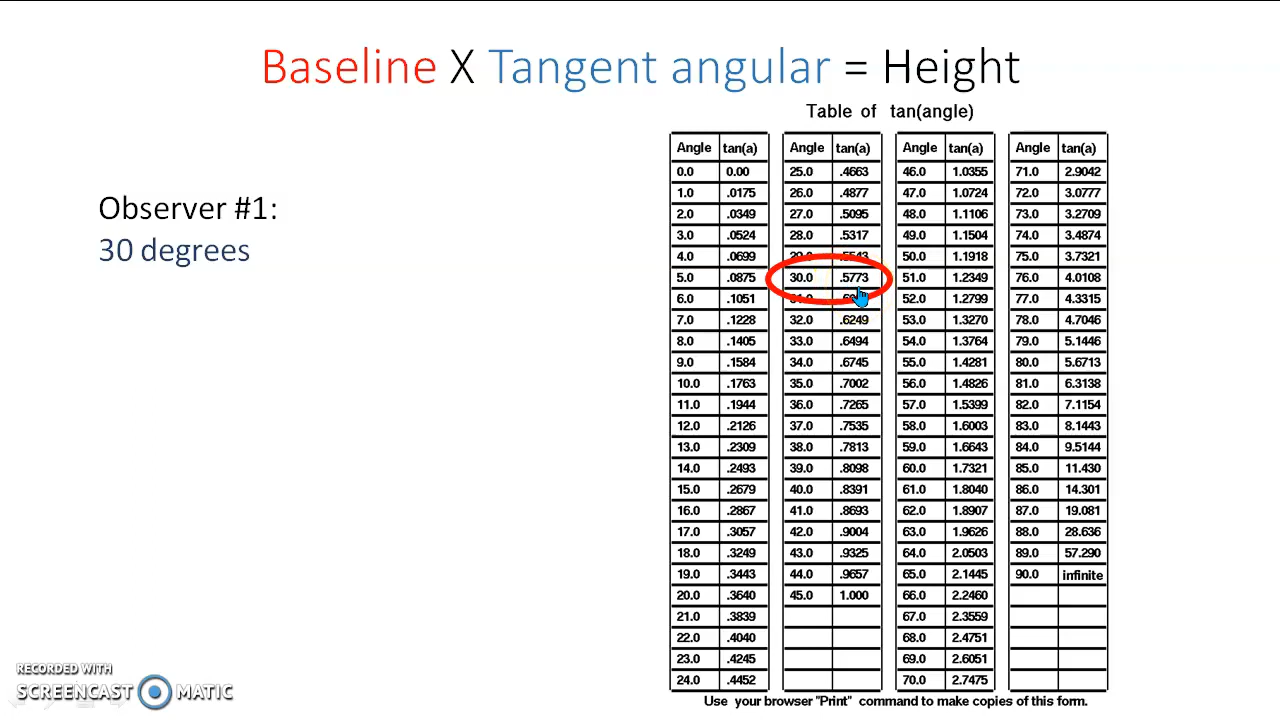 Baseline X Tangent angular = Height
Table of tan(angle)
Observer #1:
30 degrees
Angle tan(a) Angle tan(a) Angle tan(a) Angle tan(a)
0.0 0.00 25.0 .4663 46.0 1.0355 71.0 2.9042
1.0 .0175 26.0 .4877 47.0 1.0724 72.0 3.0777
2.0 .0349 27.0 .5095 48.0 1.1106 73.0 3.2709
3.0 .0524 28.0 .5317 49.0 1.1504 74.0 3.4874
4.0 .0699 29.0 .5543 50.0 1.1918 75.0 3.7321
5.0 .0875 30.0 .5773 51.0 1.2349 76.0 4.0108
6.0 .1051 31.0 52.0 1.2799 77.0 4.3315
7.0 .1228 32.0 .6249 53.0 1.3270 78.0 4.7046
8.0 .1405 33.0 .6494 54.0 1.3764 79.0 5.1446
9.0 .1584 34.0 .6745 55.0 1.4281 80.0 5.6713
10.0 .1763 35.0 .7002 56.0 1.4826 81.0 6.3138
11.0 .1944 36.0 .7265 57.0 1.5399 82.0 7.1154
12.0 .2126 37.0 .7535 58.0 1.6003 83.0 8.1443
13.0 .2309 38.0 .7813 59.0 1.6643 84.0 9.5144
14.0 .2493 39.0 .8098 60.0 1.7321 85.0 11.430
15.0 .2679 40.0 .8391 61.0 1.8040 86.0 14.301
16.0 .2867 41.0 .8693 62.0 1.8907 87.0 19.081
17.0 .3057 42.0 .9004 63.0 1.9626 88.0 28.636
18.0 .3249 43.0 .9325 64.0 2.0503 89.0 57.290
19.0 .3443 44.0 .9657 65.0 2.1445 90.0 infinite
20.0 .3640 45.0 1.000 66.0 2.2460
21.0 .3839 67.0 2.3559
22.0 .4040 68.0 2.4751
23.0 .4245 69.0 2.6051
24.0 .4452 70.0 2.7475
Use your browser "Print" command to make copies of this form.
RECORDED WITH
SCREENCAST MATIC